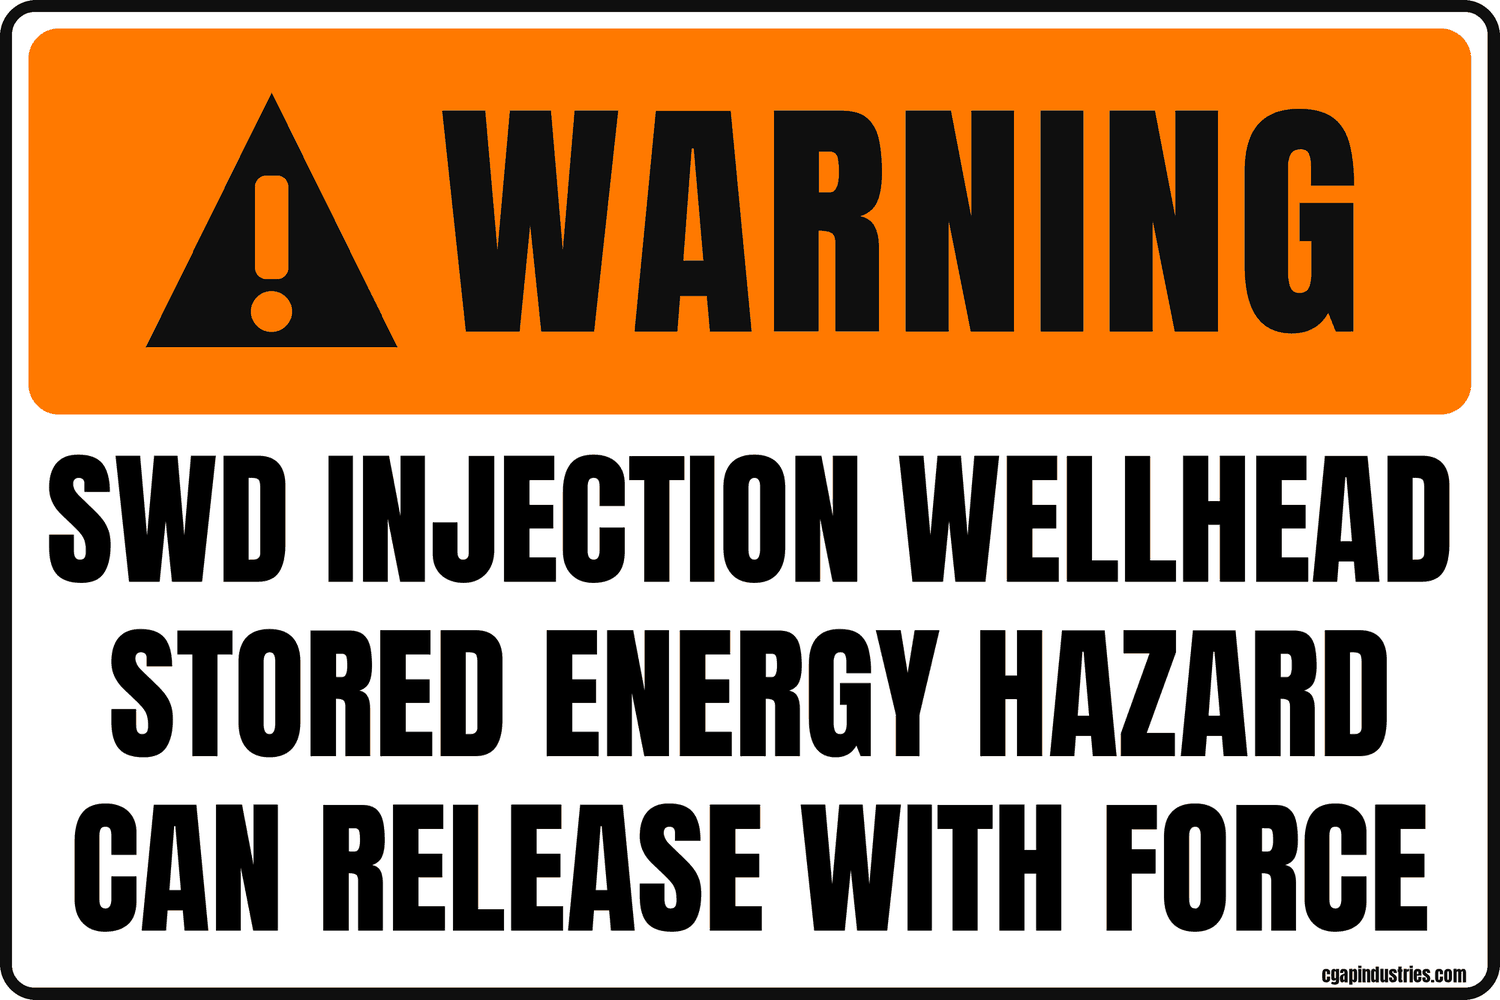 WARNING
SWD INJECTION WELLHEAD
STORED ENERGY HAZARD
CAN RELEASE WITH FORCE
cgapindustries.com